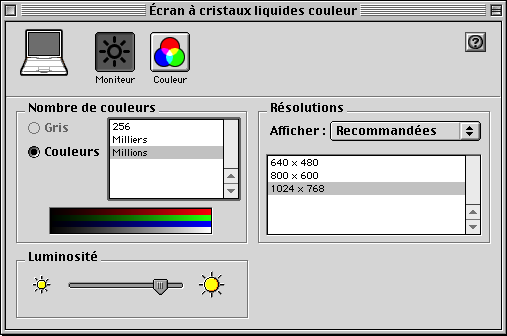 Écran à cristaux liquides couleur
Moniteur
Couleur
?
Nombre de couleurs
Gris
Couleurs
256
Milliers
Millions
Résolutions
Afficher :
Recommandées
640 x 480
800 x 600
1024 x 768
Luminosité